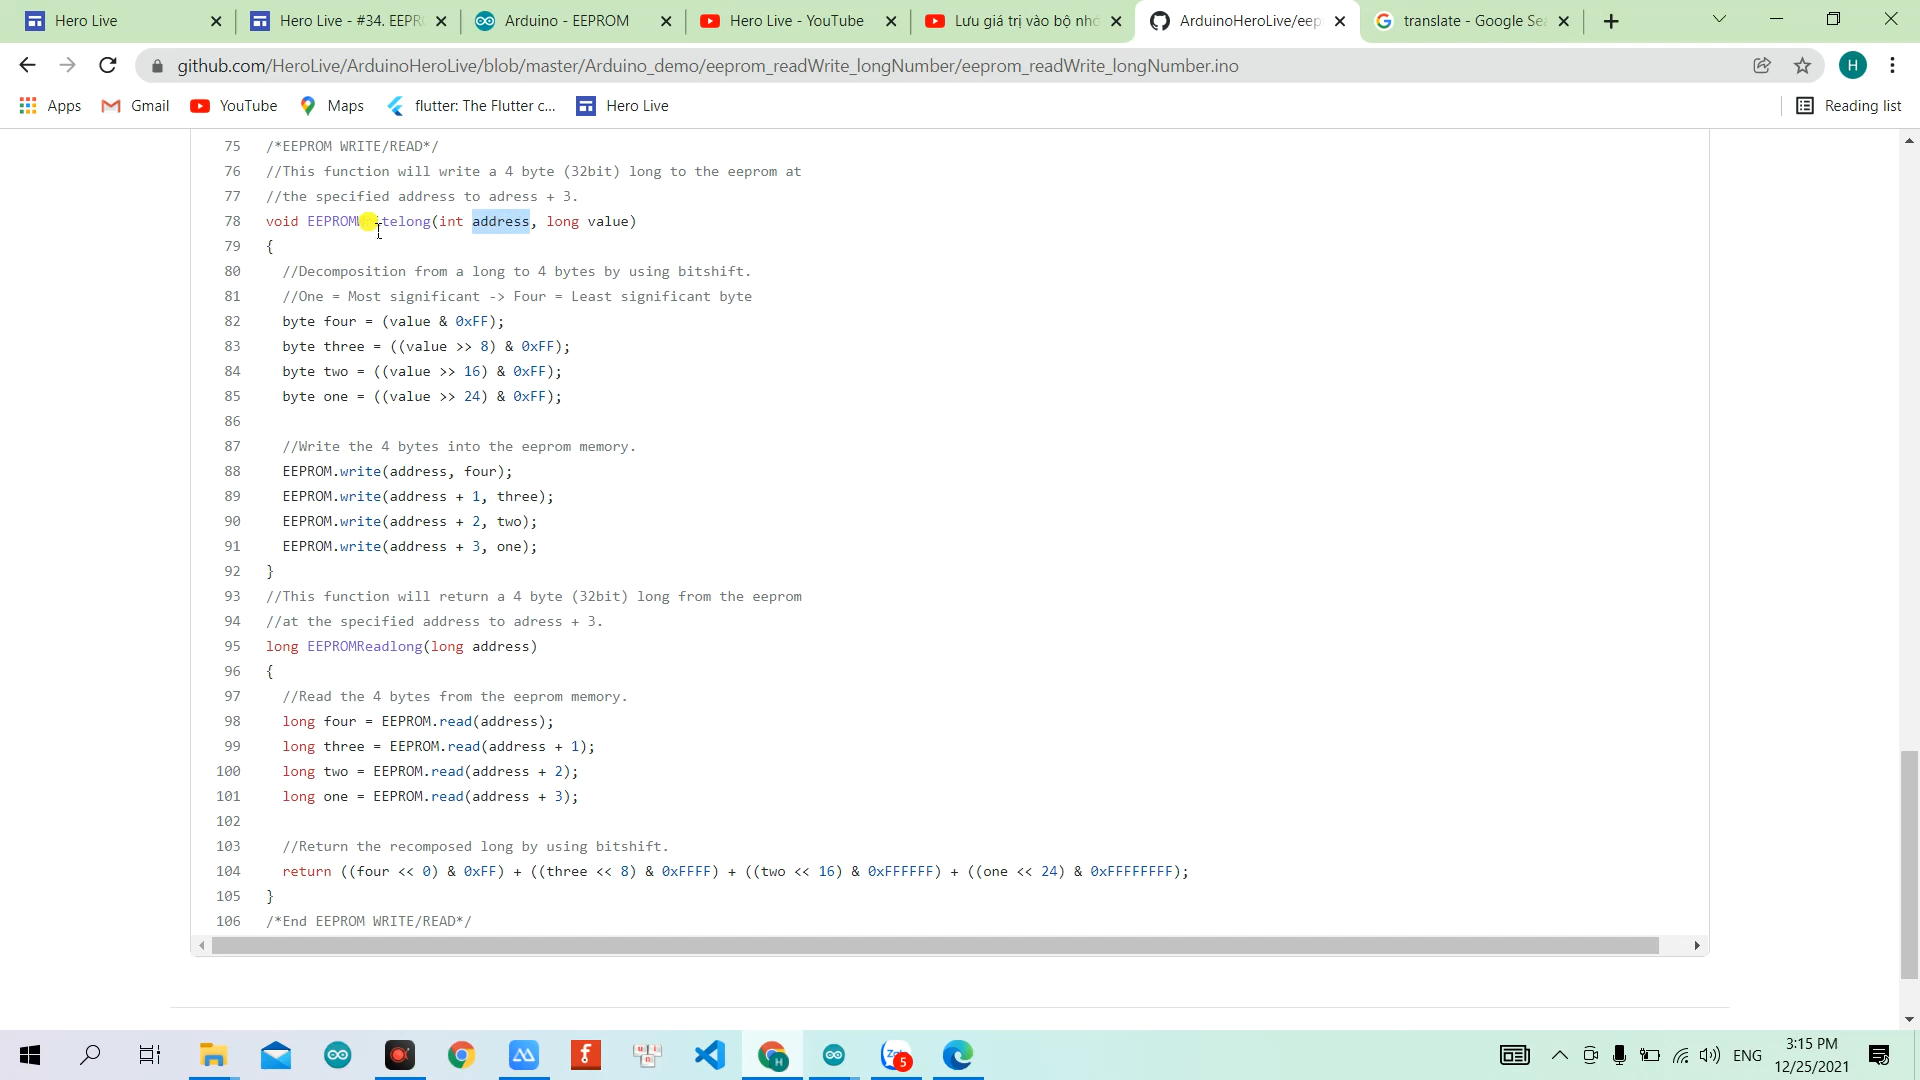 Hero Live
Hero Live - #34. EEPR
Arduino - EEPROM
Hero Live - YouTube
Lưu giá trị vào bộ nhớ
ArduinoHeroLive/eep
translate - Google Se
github.com/HeroLive/ArduinoHeroLive/blob/master/Arduino_demo/eeprom_readWrite_longNumber/eeprom_readWrite_longNumber.ino
H
Apps
Gmail
YouTube
Maps
flutter: The Flutter c...
Hero Live
Reading list
75 /*EEPROM WRITE/READ*/
76 //This function will write a 4 byte (32bit) long to the eeprom at
77 //the specified address to adress + 3.
78 void EEPROMWritelong(int address, long value)
79 {
80 //Decomposition from a long to 4 bytes by using bitshift.
81 //One = Most significant -> Four = Least significant byte
82 byte four = (value & 0xFF);
83 byte three = ((value >> 8) & 0xFF);
84 byte two = ((value >> 16) & 0xFF);
85 byte one = ((value >> 24) & 0xFF);
86
87 //Write the 4 bytes into the eeprom memory.
88 EEPROM.write(address, four);
89 EEPROM.write(address + 1, three);
90 EEPROM.write(address + 2, two);
91 EEPROM.write(address + 3, one);
92 }
93 //This function will return a 4 byte (32bit) long from the eeprom
94 //at the specified address to adress + 3.
95 long EEPROMReadlong(long address)
96 {
97 //Read the 4 bytes from the eeprom memory.
98 long four = EEPROM.read(address);
99 long three = EEPROM.read(address + 1);
100 long two = EEPROM.read(address + 2);
101 long one = EEPROM.read(address + 3);
102
103 //Return the recomposed long by using bitshift.
104 return ((four << 0) & 0xFF) + ((three << 8) & 0xFFFF) + ((two << 16) & 0xFFFFFF) + ((one << 24) & 0xFFFFFFFF);
105 }
106 /*End EEPROM WRITE/READ*/
5
ENG
3:15 PM
12/25/2021